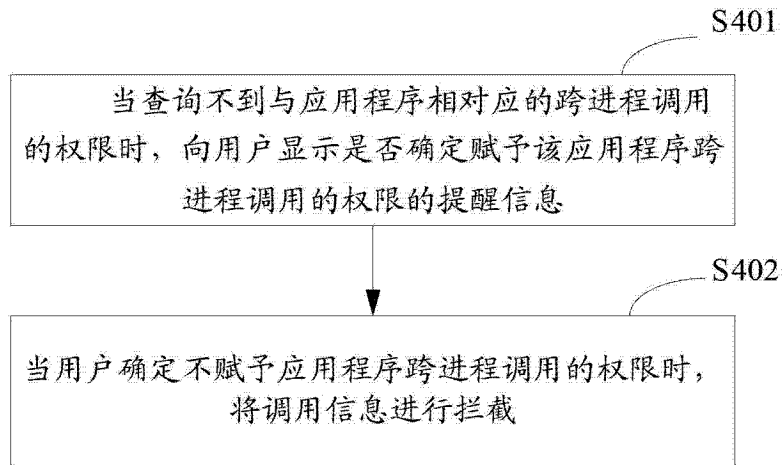 S401
当查询不到与应用程序相对应的跨进程调用
的权限时，向用户显示是否确定赋予该应用程序跨
进程调用的权限的提醒信息
S402
当用户确定不赋予应用程序跨进程调用的权限时，
将调用信息进行拦截